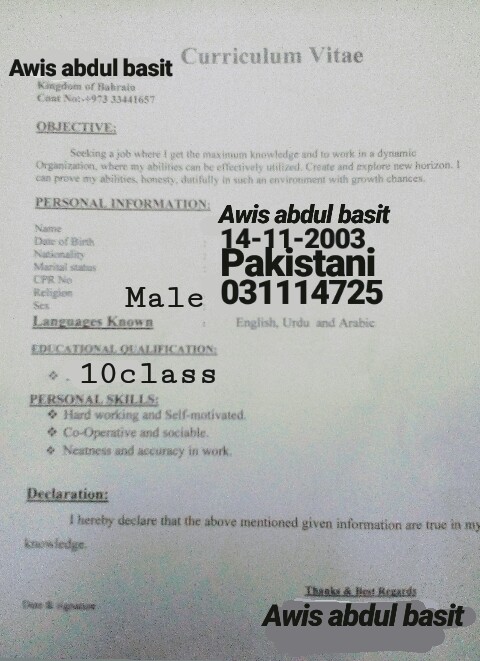 Curriculum Vitae
Awis abdul basit
Kingdom of Bahrain
Cont No:-+973 33441657
OBJECTIVE:
Seeking a job where I get the maximum knowledge and to work in a dynamic
Organization, where my abilities can be effectively utilized. Create and explore new horizon. I
can prove my abilities, honesty, dutifully in such an environment with growth chances.
PERSONAL INFORMATION:
Name : Awis abdul basit
Date of Birth : 14-11-2003
Nationality : Pakistani
Marital status
CPR No 031114725
Religion
Sex Male
Languages Known : English, Urdu and Arabic
EDUCATIONAL QUALIFICATION:
❖ . 10class
PERSONAL SKILLS:
❖ Hard working and Self-motivated.
❖ Co-Operative and sociable.
❖ Neatness and accuracy in work.
Declaration:
I hereby declare that the above mentioned given information are true in my
knowledge.
Thanks & Best Regards
Date & signature
Awis abdul basit